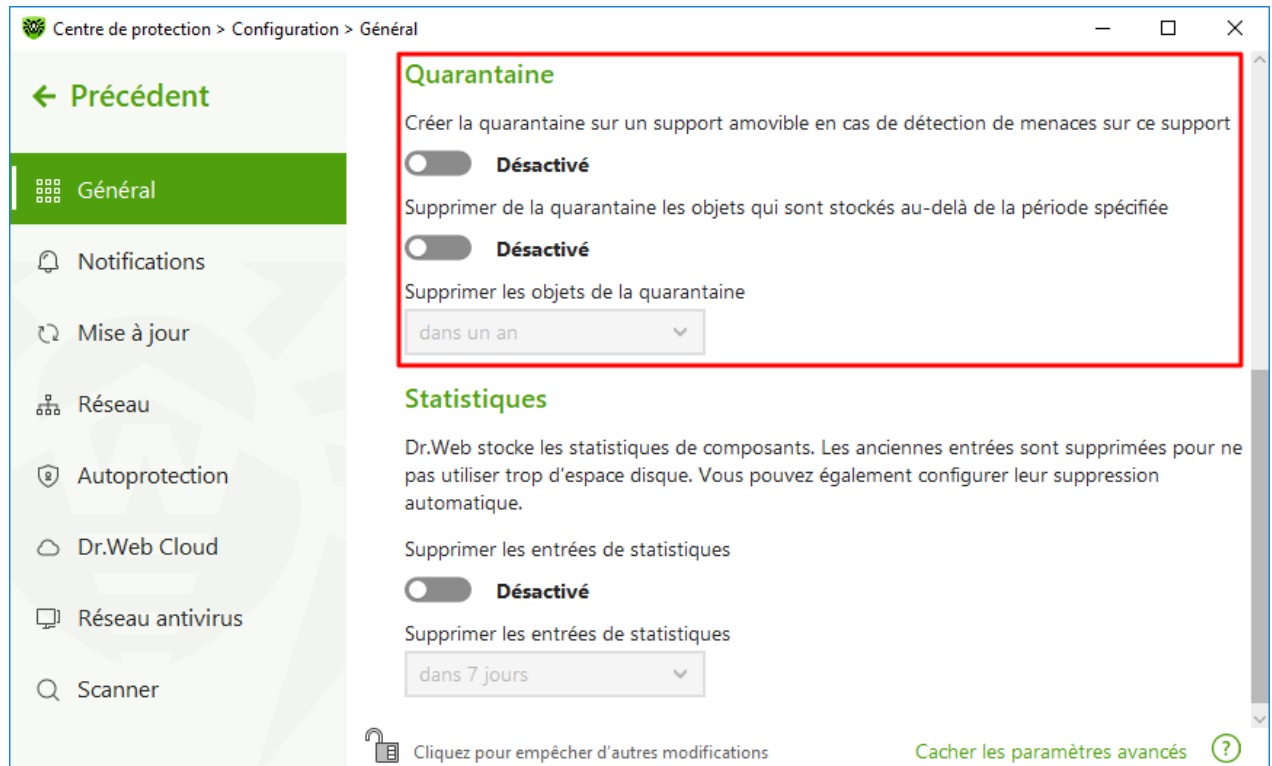 Centre de protection > Configuration > Général
Précédent
Général
Notifications
Mise à jour
Réseau
Autoprotection
Dr.Web Cloud
Réseau antivirus
Scanner
Quarantaine
Créer la quarantaine sur un support amovible en cas de détection de menaces sur ce support
Désactivé
Supprimer de la quarantaine les objets qui sont stockés au-delà de la période spécifiée
Désactivé
Supprimer les objets de la quarantaine
dans un an
Statistiques
Dr.Web stocke les statistiques de composants. Les anciennes entrées sont supprimées pour ne
pas utiliser trop d'espace disque. Vous pouvez également configurer leur suppression
automatique.
Supprimer les entrées de statistiques
Désactivé
Supprimer les entrées de statistiques
dans 7 jours
Cliquez pour empêcher d'autres modifications
Cacher les paramètres avancés
?